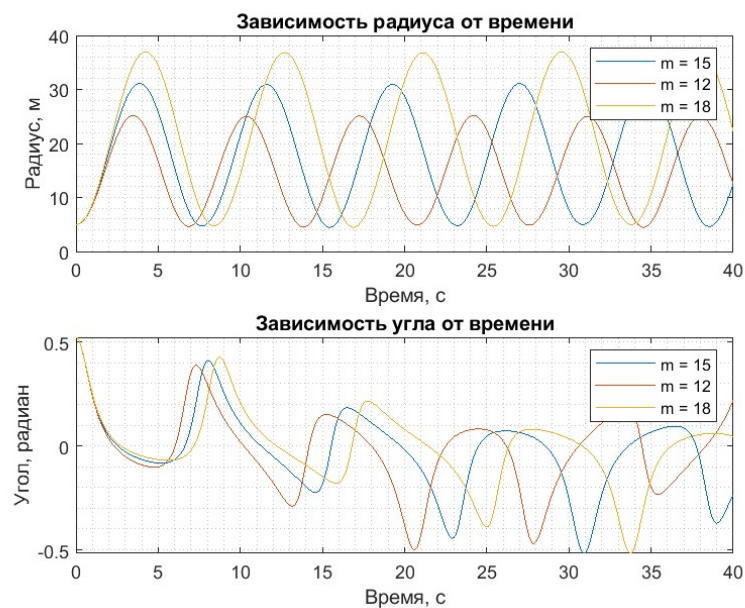 Зависимость радиуса от времени
40
30
20
10
0
Радиус, м
m = 15
m = 12
m = 18
0 5 10 15 20 25 30 35 40
Время, с
Зависимость угла от времени
0.5
0
-0.5
Угол, радиан
m = 15
m = 12
m = 18
0 5 10 15 20 25 30 35 40
Время, с